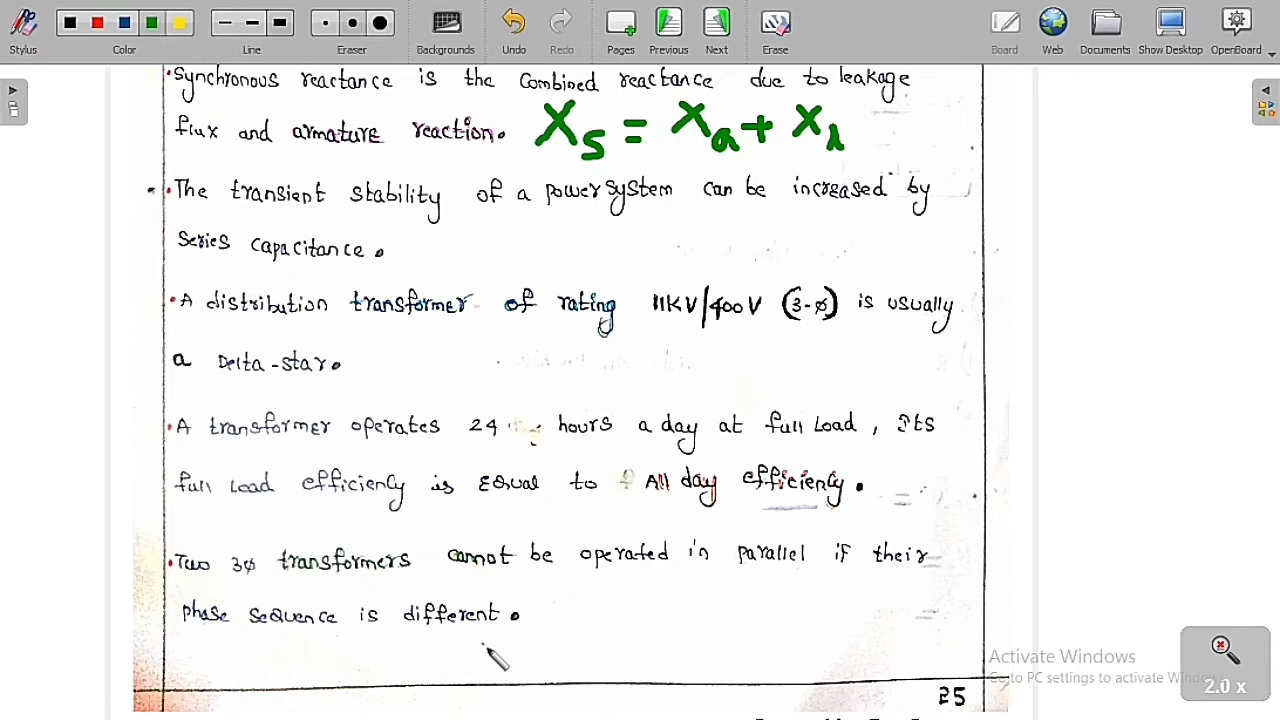 Stylus
Color
Line
Eraser
Backgrounds
Undo
Redo
Pages
Previous
Next
Erase
Board
Web
Documents
Show Desktop
OpenBoard
• Synchronous reactance is the Combined reactance due to leakage
flux and armature reaction. Xs = Xa + Xl
• The transient stability of a power system can be increased by
Series Capacitance.
• A distribution transformer of rating 11KV/400V (3-ϕ) is usually
a Delta-star.
• A transformer operates 24 hours a day at full Load, Its
full Load efficiency is Equal to All day efficiency.
• Two 3ϕ transformers cannot be operated in parallel if their
phase sequence is different.
Activate Windows
Go to PC settings to activate Windows.
2.0 x
25